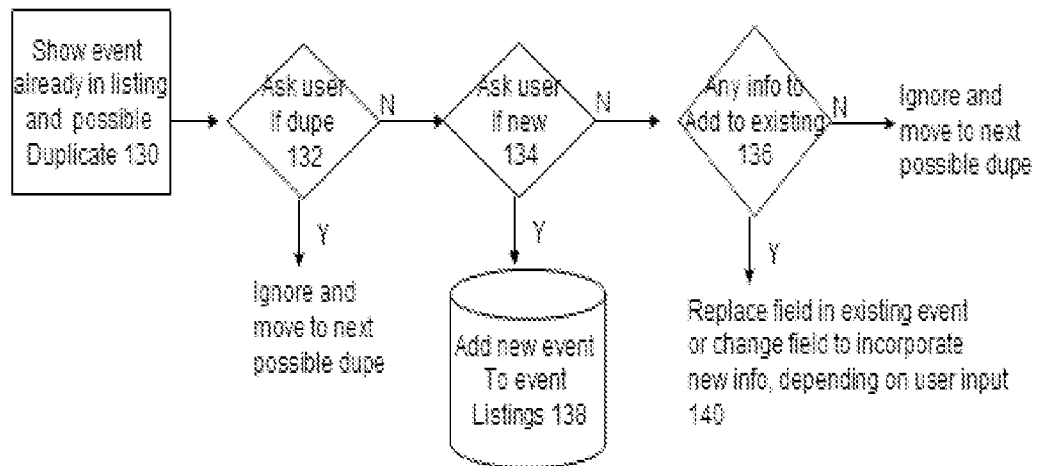 Show event
already in listing
and possible
Duplicate 130
Ask user
If dupe
132
N
Y
Ignore and
move to next
possible dupe
Ask user
If new
134
N
Y
Add new event
To event
Listings 138
Any info to
Add to existing
136
N
Ignore and
move to next
possible dupe
Y
Replace field in existing event
or change field to incorporate
new info, depending on user input
140